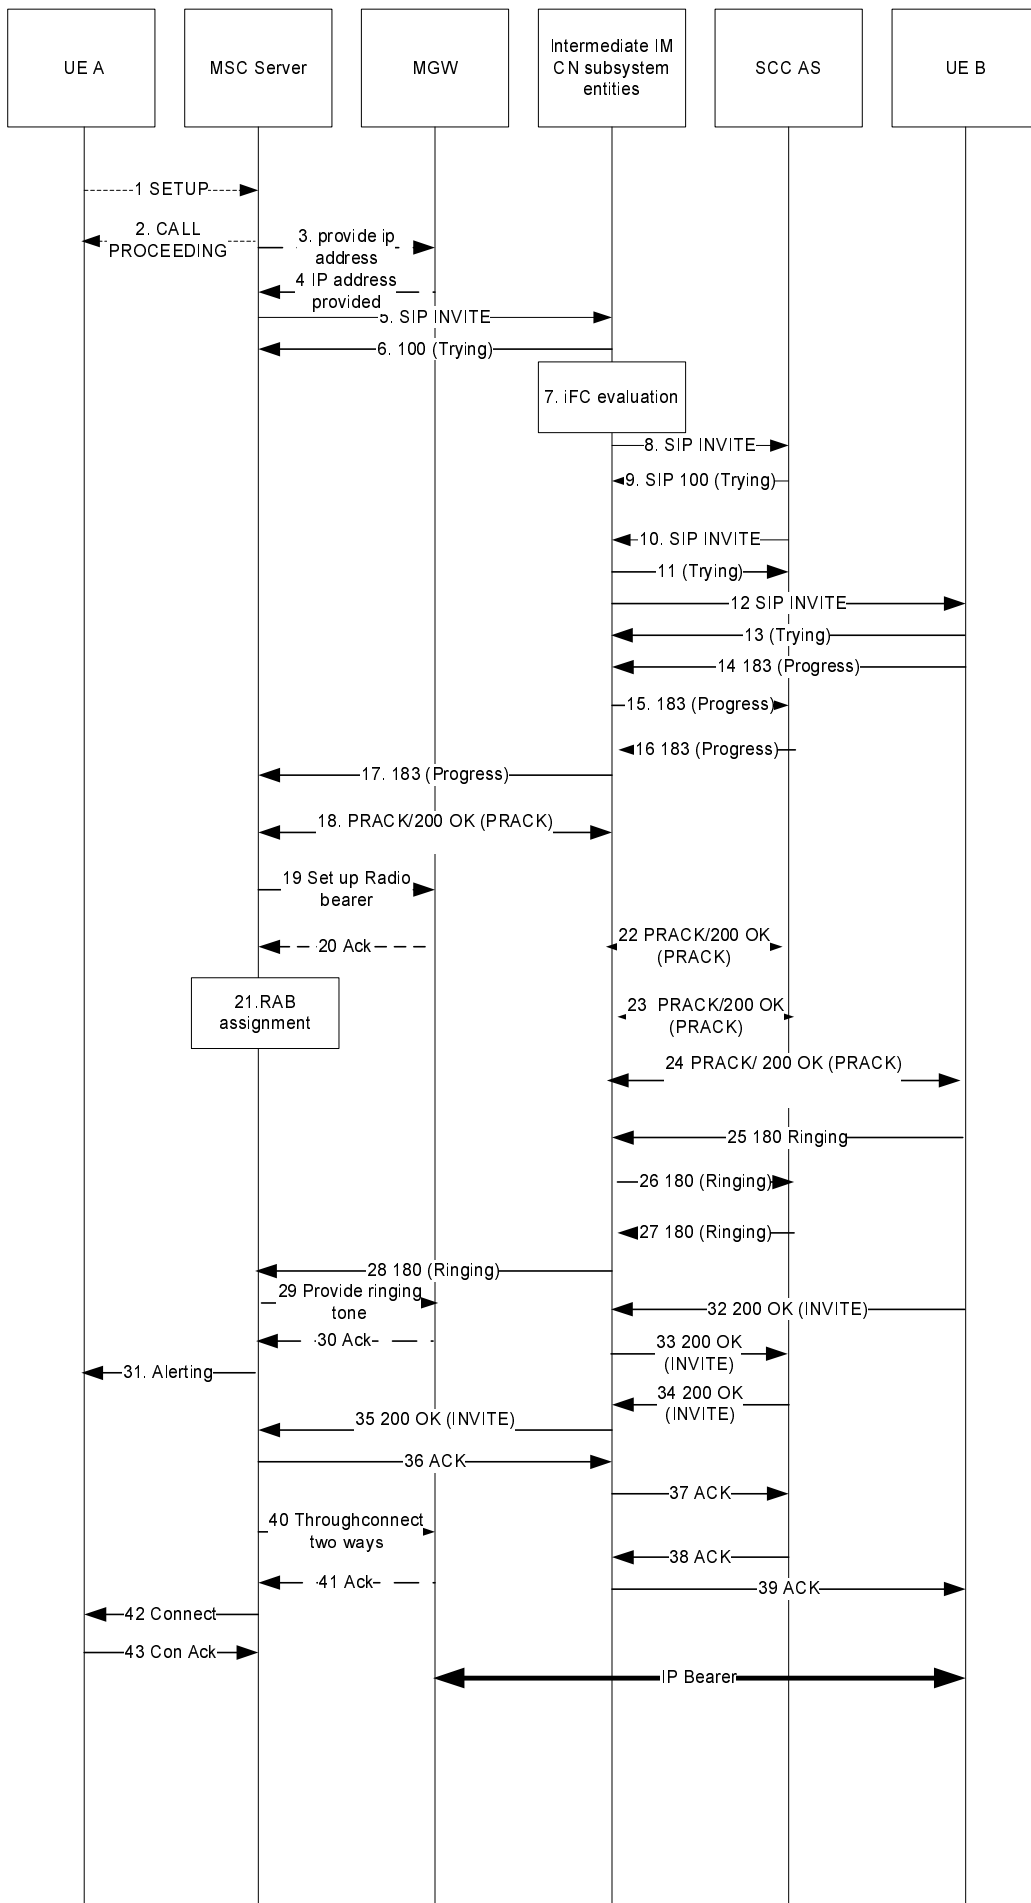 UE A
MSC Server
MGW
Intermediate IM
CN subsystem
entities
SCC AS
UE B
1 SETUP
2. CALL
PROCEEDING
3. provide ip
address
4 IP address
provided
5. SIP INVITE
6. 100 (Trying)
7. iFC evaluation
8. SIP INVITE
9. SIP 100 (Trying)
10. SIP INVITE
11 (Trying)
12 SIP INVITE
13 (Trying)
14 183 (Progress)
15. 183 (Progress)
16 183 (Progress)
17. 183 (Progress)
18. PRACK/200 OK (PRACK)
19 Set up Radio
bearer
20 Ack
22 PRACK/200 OK
(PRACK)
21.RAB
assignment
23 PRACK/200 OK
(PRACK)
24 PRACK/ 200 OK (PRACK)
25 180 Ringing
26 180 (Ringing)
27 180 (Ringing)
28 180 (Ringing)
29 Provide ringing
tone
32 200 OK (INVITE)
30 Ack
33 200 OK
(INVITE)
31. Alerting
34 200 OK
(INVITE)
35 200 OK (INVITE)
36 ACK
37 ACK
40 Throughconnect
two ways
38 ACK
41 Ack
39 ACK
42 Connect
43 Con Ack
IP Bearer